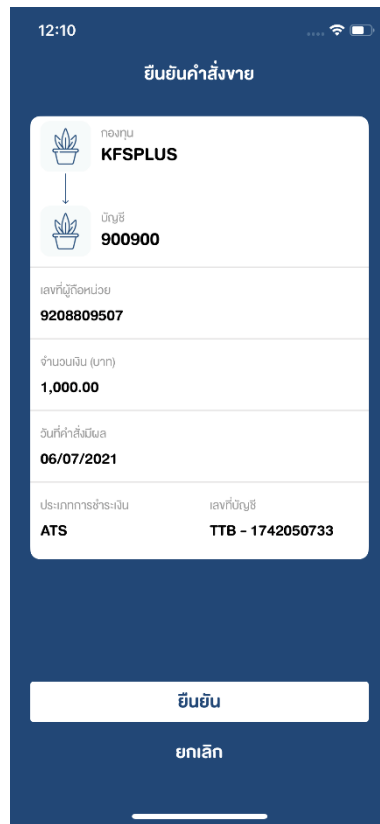 12:10
ยืนยันคำสั่งขาย
กองทุน
KFSPLUS
บัญชี
900900
เลขที่ผู้ถือหน่วย
9208809507
จำนวนเงิน (บาท)
1,000.00
วันที่คำสั่งมีผล
06/07/2021
ประเภทการชำระเงิน เลขที่บัญชี
ATS TTB - 1742050733
ยืนยัน
ยกเลิก